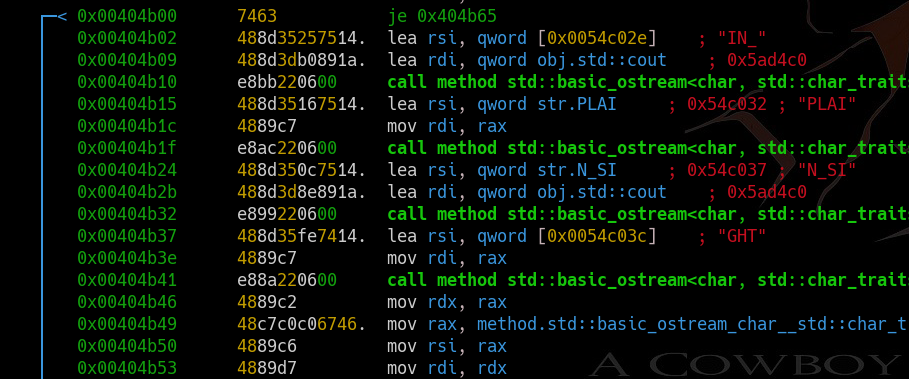 0x00404b00 7463 je 0x404b65
0x00404b02 488d35257514. lea rsi, qword [0x0054c02e] ; "IN_"
0x00404b09 488d3db0891a. lea rdi, qword obj.std::cout ; 0x5ad4c0
0x00404b10 e8bb220600 call method std::basic_ostream<char, std::char_traits
0x00404b15 488d35167514. lea rsi, qword str.PLAI ; 0x54c032 ; "PLAI"
0x00404b1c 4889c7 mov rdi, rax
0x00404b1f e8ac220600 call method std::basic_ostream<char, std::char_traits
0x00404b24 488d350c7514. lea rsi, qword str.N_SI ; 0x54c037 ; "N_SI"
0x00404b2b 488d3d8e891a. lea rdi, qword obj.std::cout ; 0x5ad4c0
0x00404b32 e899220600 call method std::basic_ostream<char, std::char_traits
0x00404b37 488d35fe7414. lea rsi, qword [0x0054c03c] ; "GHT"
0x00404b3e 4889c7 mov rdi, rax
0x00404b41 e88a220600 call method std::basic_ostream<char, std::char_traits
0x00404b46 4889c2 mov rdx, rax
0x00404b49 48c7c0c06746. mov rax, method.std::basic_ostream_char__std::char_t
0x00404b50 4889c6 mov rsi, rax
0x00404b53 4889d7 mov rdi, rdx
A COWBOY